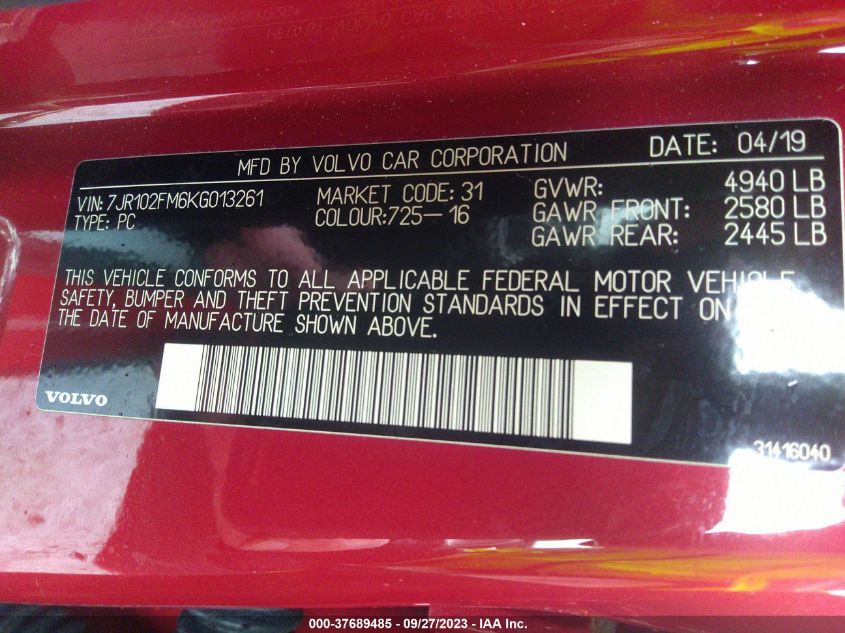 MFD BY VOLVO CAR CORPORATION DATE: 04/19
VIN: 7JR102FM6KG013261 MARKET CODE: 31 GVWR: 4940 LB
TYPE: PC COLOUR:725-16 GAWR FRONT: 2580 LB
GAWR REAR: 2445 LB
THIS VEHICLE CONFORMS TO ALL APPLICABLE FEDERAL MOTOR VEHICLE
SAFETY, BUMPER AND THEFT PREVENTION STANDARDS IN EFFECT ON
THE DATE OF MANUFACTURE SHOWN ABOVE.
VOLVO
31416040
000-37689485 - 09/27/2023 - IAA Inc.